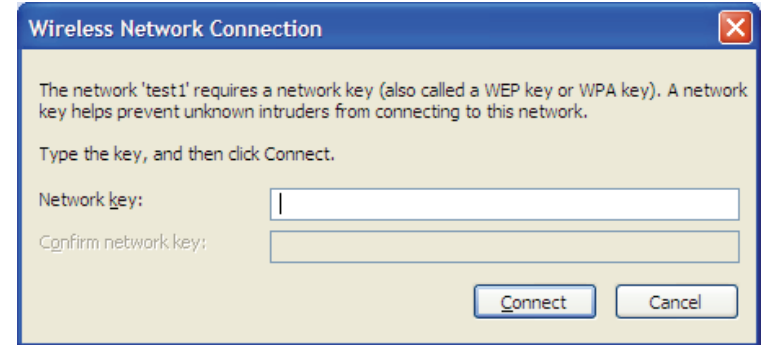 Wireless Network Connection
The network 'test1' requires a network key (also called a WEP key or WPA key). A network
key helps prevent unknown intruders from connecting to this network.
Type the key, and then click Connect.
Network key:
Confirm network key:
Connect Cancel